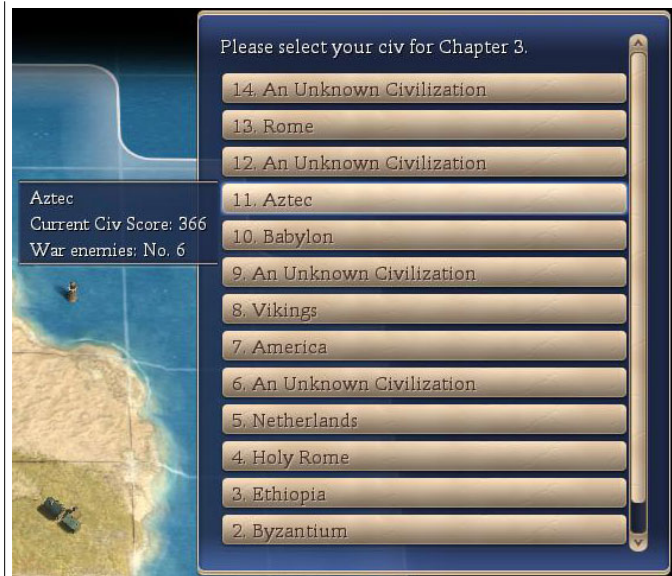 Please select your civ for Chapter 3.
14. An Unknown Civilization
13. Rome
12. An Unknown Civilization
11. Aztec
10. Babylon
9. An Unknown Civilization
8. Vikings
7. America
6. An Unknown Civilization
5. Netherlands
4. Holy Rome
3. Ethiopia
2. Byzantium
Aztec
Current Civ Score: 366
War enemies: No. 6